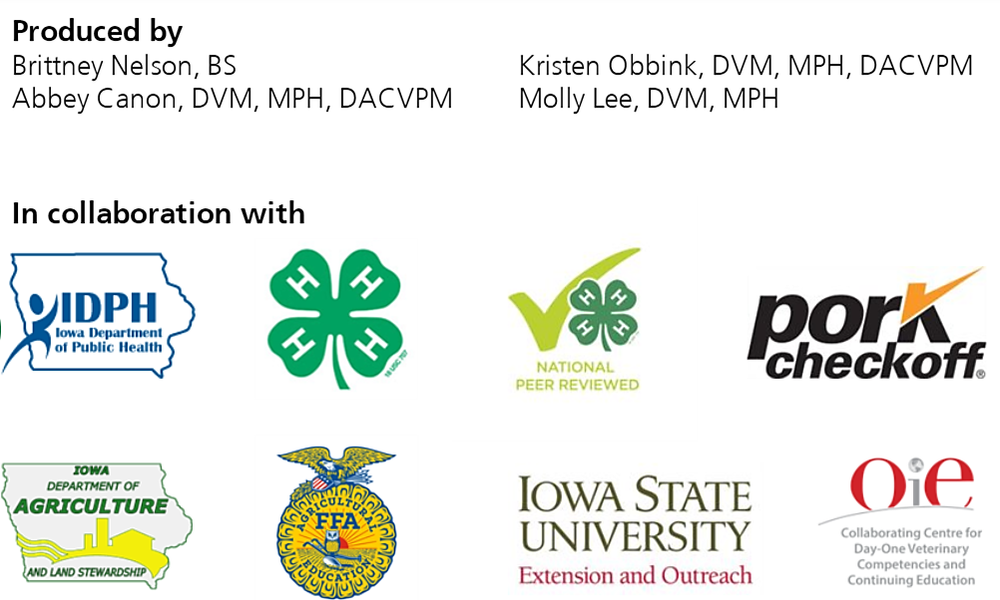 Produced by
Brittney Nelson, BS
Abbey Canon, DVM, MPH, DACVPM
Kristen Obbink, DVM, MPH, DACVPM
Molly Lee, DVM, MPH
In collaboration with
IDPH
Iowa Department
of Public Health
H H
H H
18 USC 707
H H
H H
NATIONAL
PEER REVIEWED
pork
checkoff®
IOWA
DEPARTMENT OF
AGRICULTURE
AND LAND STEWARDSHIP
AGRICULTURAL
FFA
EDUCATION
IOWA STATE
UNIVERSITY
Extension and Outreach
Oie
Collaborating Centre for
Day-One Veterinary
Competencies and
Continuing Education